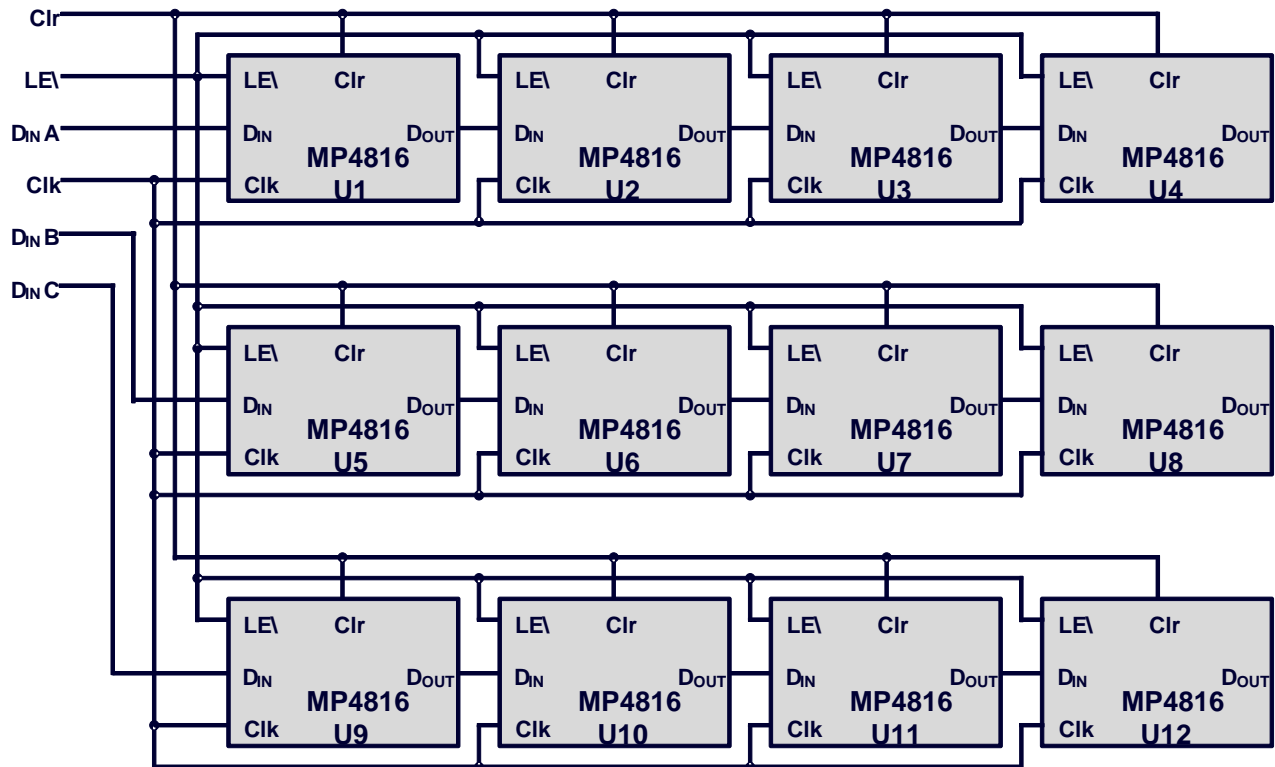 Clr
LE\
DIN A
Clk
DIN B
DIN C
LE\ Clr
DIN DOUT
MP4816
Clk U1
LE\ Clr
DIN DOUT
MP4816
Clk U2
LE\ Clr
DIN DOUT
MP4816
Clk U3
LE\ Clr
DIN
MP4816
Clk U4
LE\ Clr
DIN DOUT
MP4816
Clk U5
LE\ Clr
DIN DOUT
MP4816
Clk U6
LE\ Clr
DIN DOUT
MP4816
Clk U7
LE\ Clr
DIN
MP4816
Clk U8
LE\ Clr
DIN DOUT
MP4816
Clk U9
LE\ Clr
DIN DOUT
MP4816
Clk U10
LE\ Clr
DIN DOUT
MP4816
Clk U11
LE\ Clr
DIN
MP4816
Clk U12